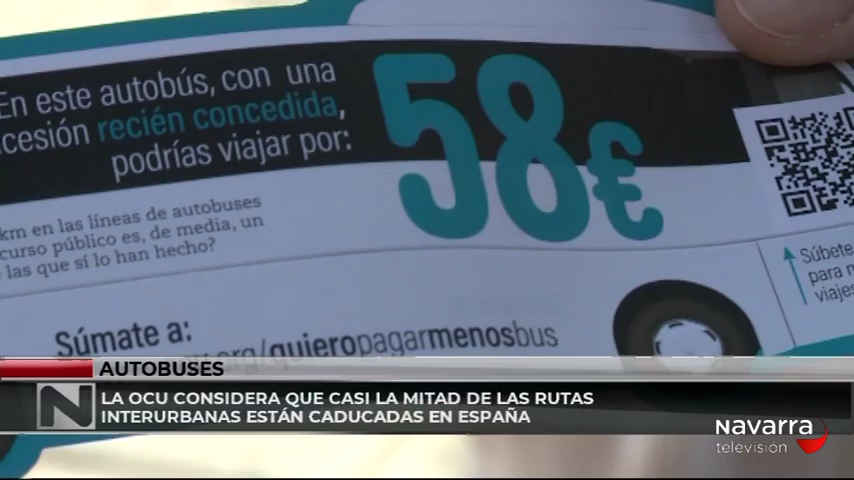 En este autobús, con una
cesión recién concedida,
podrías viajar por:
58€
km en las líneas de autobuses
curso público es, de media, un
las que sí lo han hecho?
Súbete
para
viajes
Súmate a:
.org/quieropagarmenosbus
AUTOBUSES
N
LA OCU CONSIDERA QUE CASI LA MITAD DE LAS RUTAS
INTERURBANAS ESTÁN CADUCADAS EN ESPAÑA
navarra
televisión